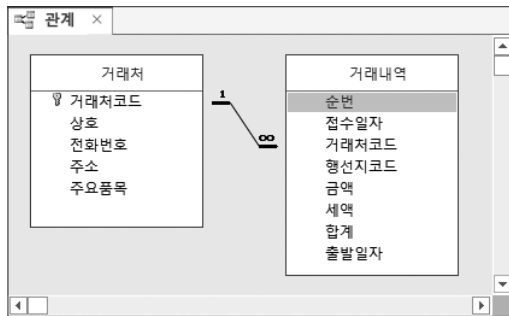 관계
거래처
거래처코드
상호
전화번호
주소
주요품목
1
∞
거래내역
순번
접수일자
거래처코드
행선지코드
금액
세액
합계
출발일자